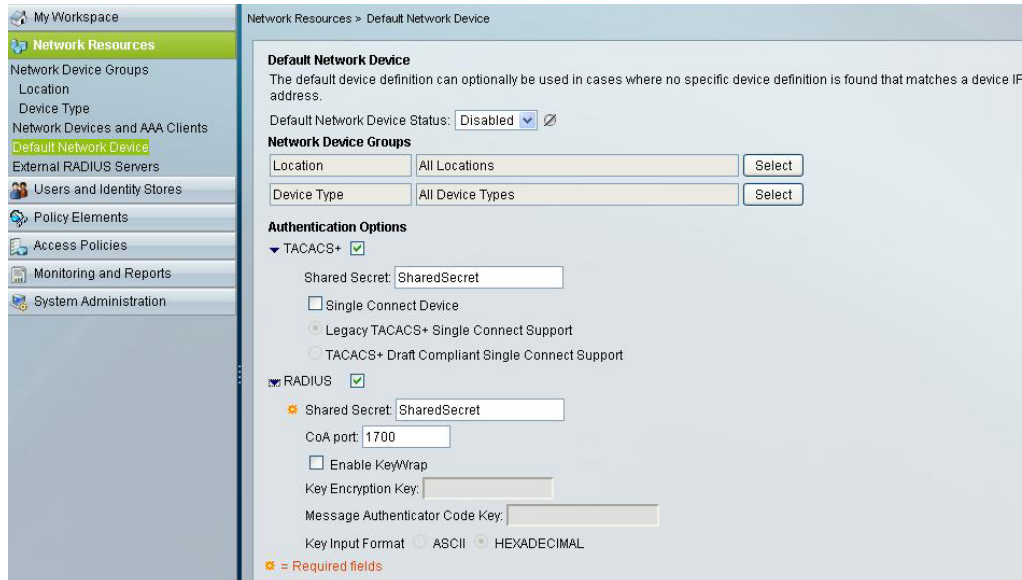 My Workspace
Network Resources
Network Device Groups
Location
Device Type
Network Devices and AAA Clients
Default Network Device
External RADIUS Servers
Users and Identity Stores
Policy Elements
Access Policies
Monitoring and Reports
System Administration
Network Resources > Default Network Device
Default Network Device
The default device definition can optionally be used in cases where no specific device definition is found that matches a device IP
address.
Default Network Device Status: Disabled
Network Device Groups
Location All Locations Select
Device Type All Device Types Select
Authentication Options
TACACS+
Shared Secret: SharedSecret
Single Connect Device
Legacy TACACS+ Single Connect Support
TACACS+ Draft Compliant Single Connect Support
RADIUS
Shared Secret: SharedSecret
CoA port: 1700
Enable KeyWrap
Key Encryption Key:
Message Authenticator Code Key:
Key Input Format ASCII HEXADECIMAL
= Required fields